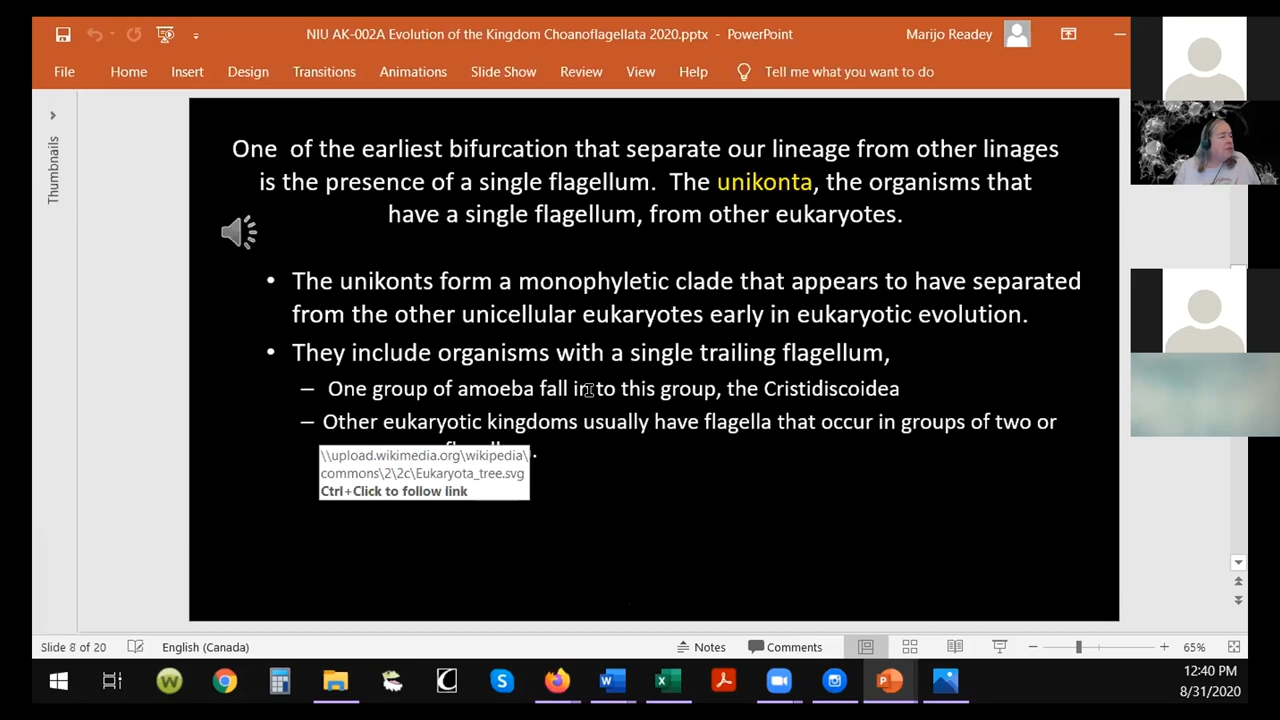 NIU AK-002A Evolution of the Kingdom Choanoflagellata 2020.pptx - PowerPoint
Marijo Readey
File Home Insert Design Transitions Animations Slide Show Review View Help Tell me what you want to do
Thumbnails
One of the earliest bifurcation that separate our lineage from other linages
is the presence of a single flagellum. The unikonta, the organisms that
have a single flagellum, from other eukaryotes.
• The unikonts form a monophyletic clade that appears to have separated
from the other unicellular eukaryotes early in eukaryotic evolution.
• They include organisms with a single trailing flagellum,
– One group of amoeba fall into this group, the Cristidiscoidea
– Other eukaryotic kingdoms usually have flagella that occur in groups of two or
\\upload.wikimedia.org\wikipedia\
commons\2\2c\Eukaryota_tree.svg
Ctrl+Click to follow link
Slide 8 of 20 English (Canada) Notes Comments 65%
12:40 PM
8/31/2020